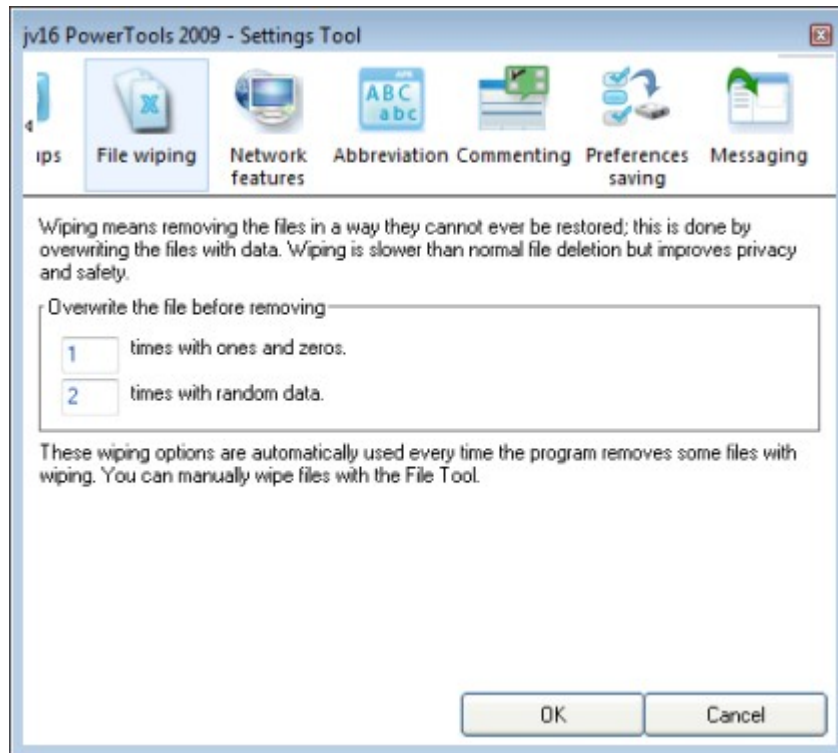 jv16 PowerTools 2009 - Settings Tool
ABC
abc
ups File wiping Network Abbreviation Commenting Preferences Messaging
features saving
Wiping means removing the files in a way they cannot ever be restored; this is done by
overwriting the files with data. Wiping is slower than normal file deletion but improves privacy
and safety.
Overwrite the file before removing
1 times with ones and zeros.
2 times with random data.
These wiping options are automatically used every time the program removes some files with
wiping. You can manually wipe files with the File Tool.
OK Cancel